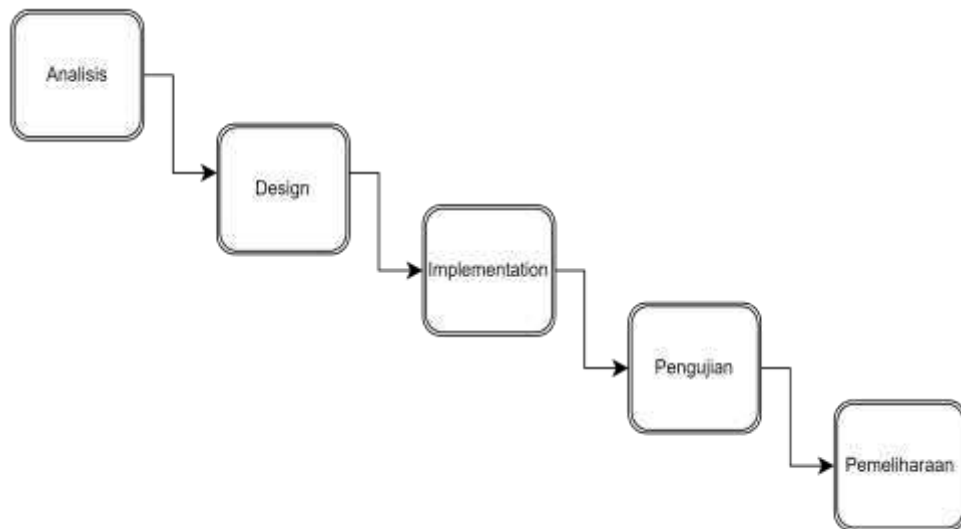 Analisis
Design
Implementation
Pengujian
Pemeliharaan